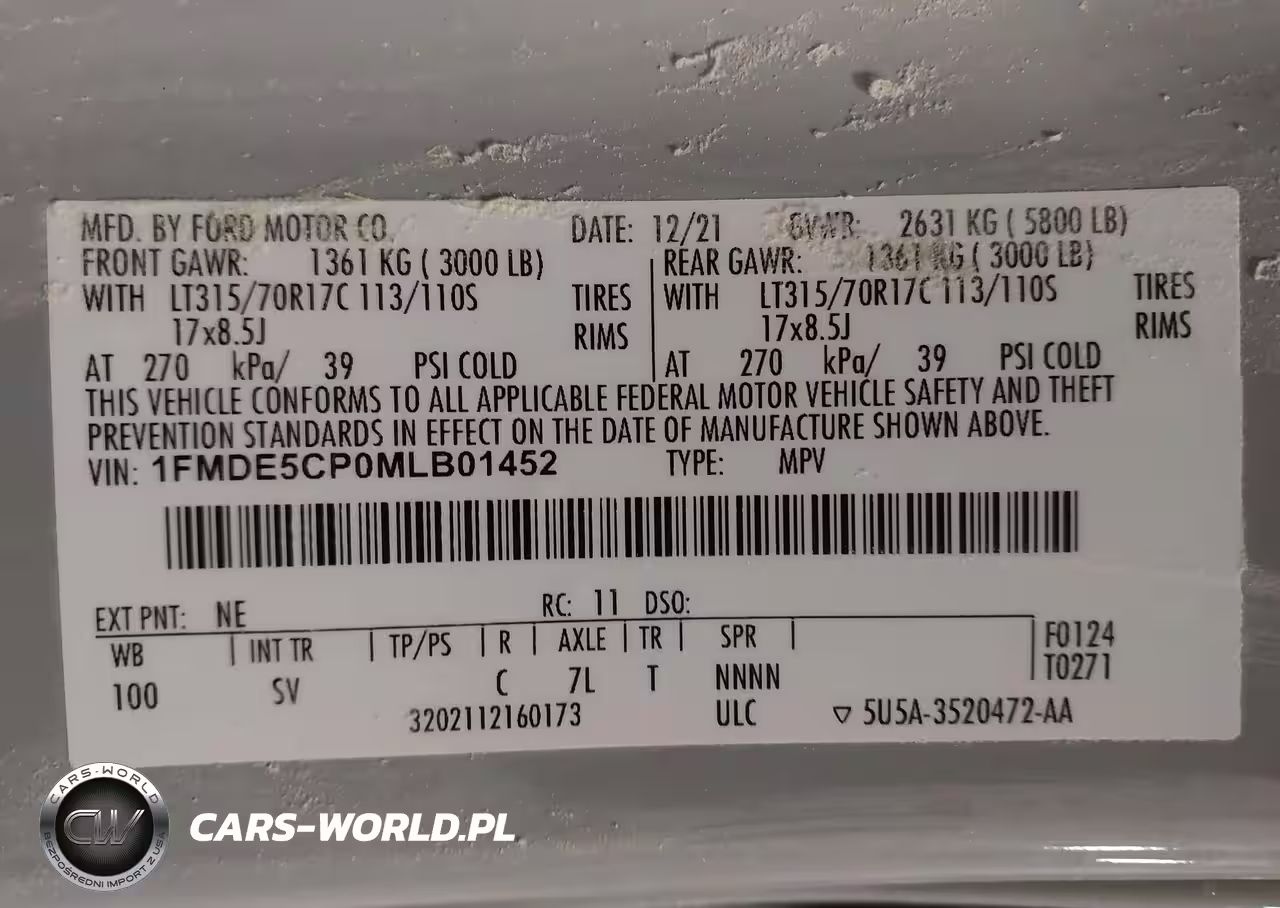 MFD. BY FORD MOTOR CO. DATE: 12/21 GVWR: 2631 KG ( 5800 LB)
FRONT GAWR: 1361 KG ( 3000 LB) REAR GAWR: 1361 KG ( 3000 LB)
WITH LT315/70R17C 113/110S TIRES WITH LT315/70R17C 113/110S TIRES
17x8.5J RIMS 17x8.5J RIMS
AT 270 kPa/ 39 PSI COLD AT 270 kPa/ 39 PSI COLD
THIS VEHICLE CONFORMS TO ALL APPLICABLE FEDERAL MOTOR VEHICLE SAFETY AND THEFT
PREVENTION STANDARDS IN EFFECT ON THE DATE OF MANUFACTURE SHOWN ABOVE.
VIN: 1FMDE5CP0MLB01452 TYPE: MPV
EXT PNT: NE RC: 11 DSO:
WB INT TR TP/PS R AXLE TR SPR F0124
T0271
100 SV C 7L T NNNN
3202112160173 ULC 5U5A-3520472-AA
CARS-WORLD
CW
BEZPOŚREDNI IMPORT Z USA
CARS-WORLD.PL